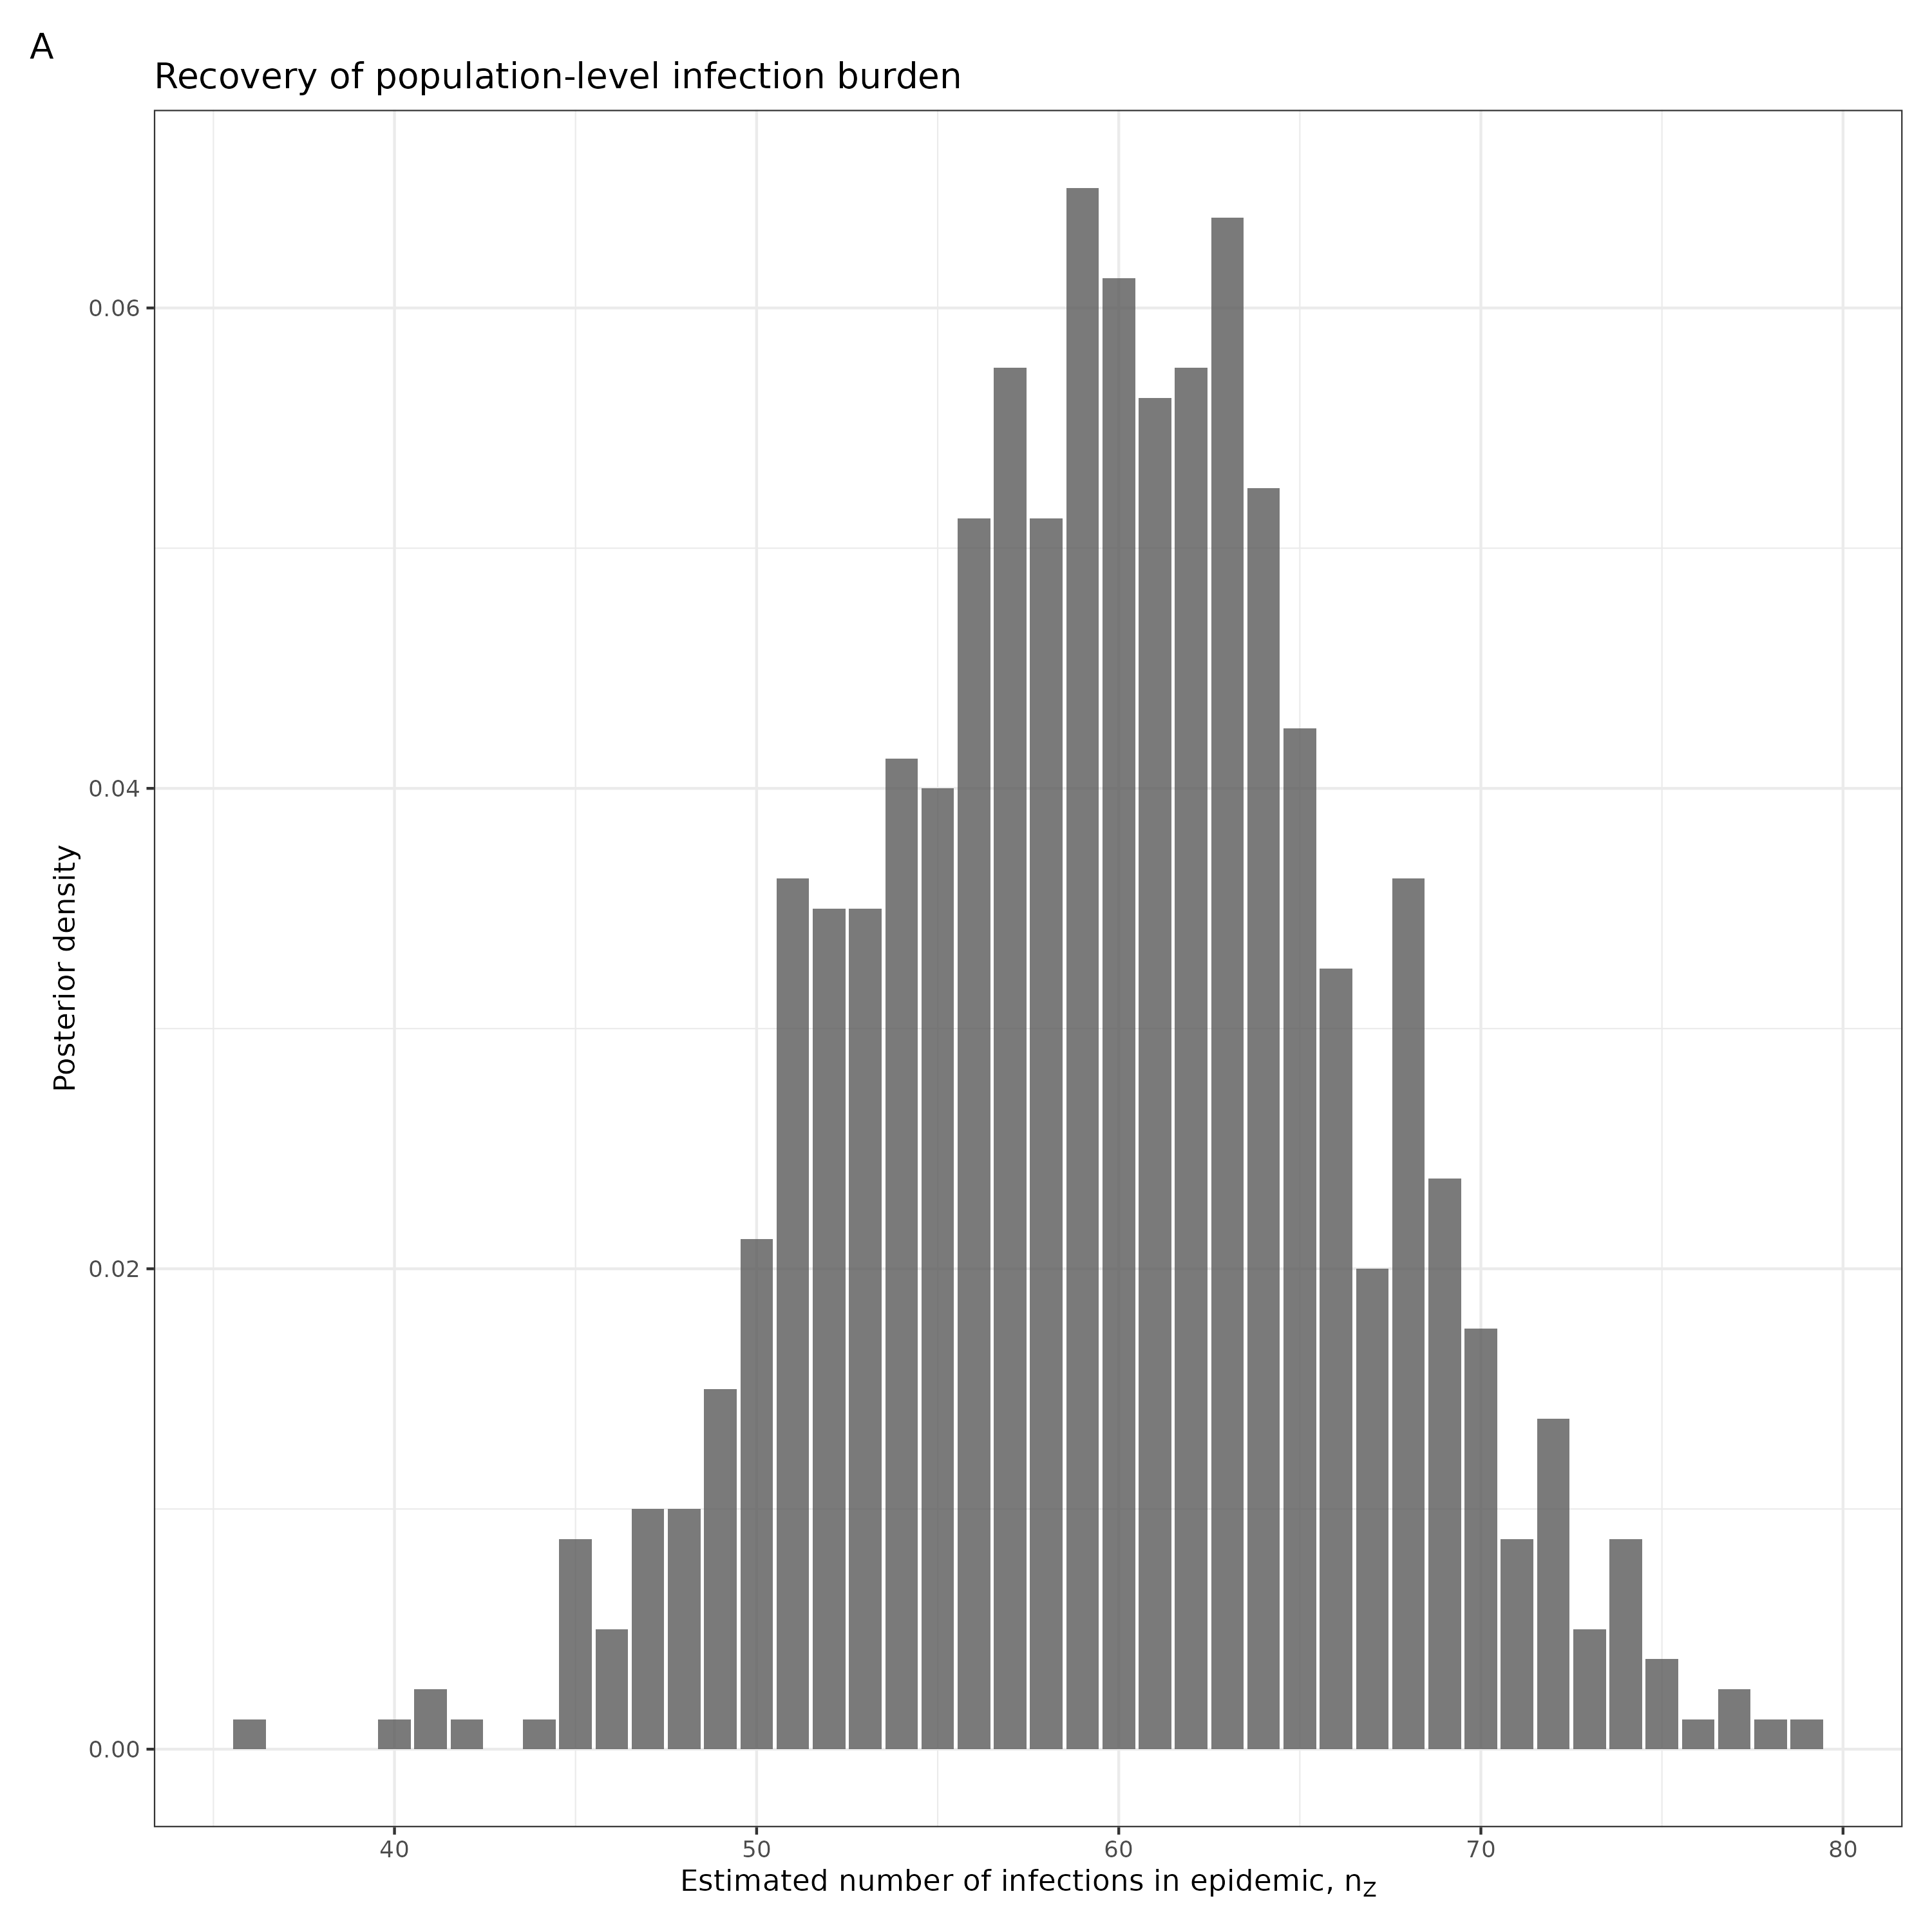 A
Recovery of population-level infection burden
0.06
0.04
0.02
0.00
Posterior density
40 50 60 70 80
Estimated number of infections in epidemic, nZ